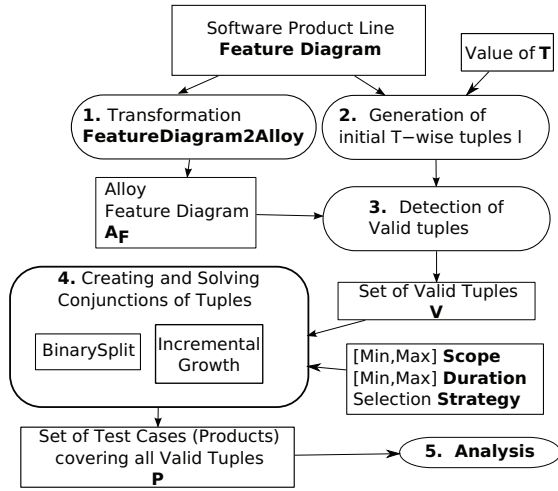 Software Product Line
Feature Diagram
Value of T
1. Transformation
FeatureDiagram2Alloy
2. Generation of
initial T−wise tuples I
Alloy
Feature Diagram
AF
3. Detection of
Valid tuples
4. Creating and Solving
Conjunctions of Tuples
BinarySplit
Incremental
Growth
Set of Valid Tuples
V
[Min,Max] Scope
[Min,Max] Duration
Selection Strategy
Set of Test Cases (Products)
covering all Valid Tuples
P
5. Analysis